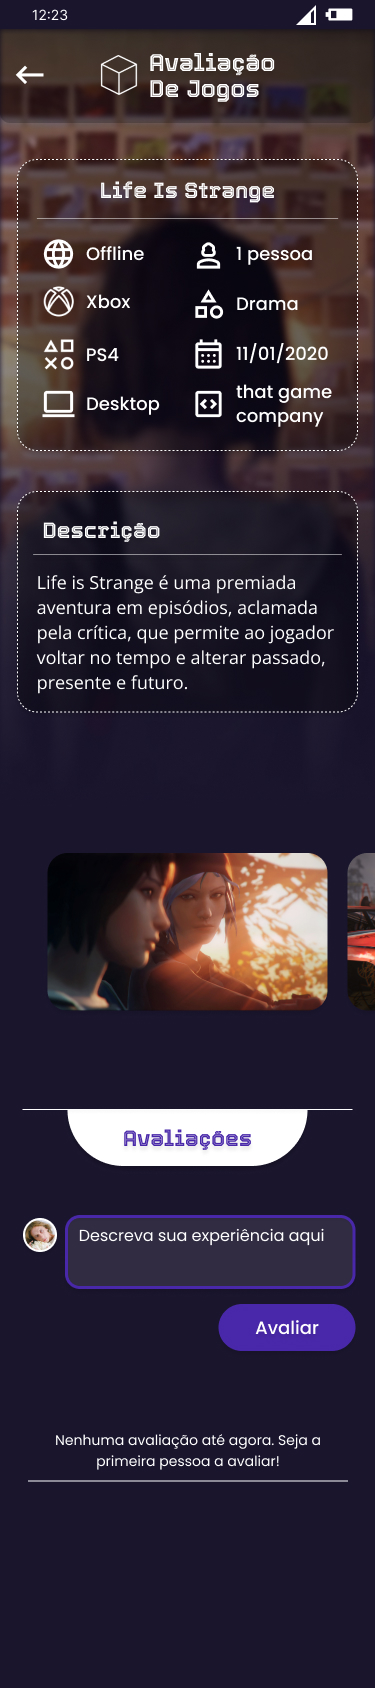 12:23
Avaliação
De Jogos
Life Is Strange
Offline
1 pessoa
Xbox
Drama
PS4
11/01/2020
Desktop
that game
company
Descrição
Life is Strange é uma premiada
aventura em episódios, aclamada
pela crítica, que permite ao jogador
voltar no tempo e alterar passado,
presente e futuro.
Avaliações
Descreva sua experiência aqui
Avaliar
Nenhuma avaliação até agora. Seja a
primeira pessoa a avaliar!